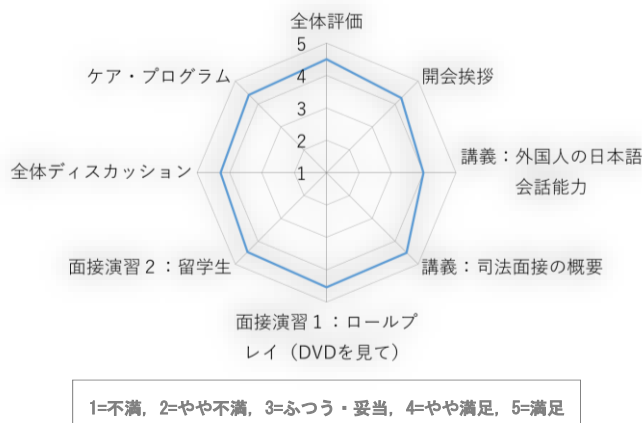 全体評価
5
4
3
2
1
開会挨拶
講義：外国人の日本語
会話能力
講義：司法面接の概要
面接演習１：ロールプ
レイ（DVDを見て）
面接演習２：留学生
全体ディスカッション
ケア・プログラム
1=不満, 2=やや不満, 3=ふつう・妥当, 4=やや満足, 5=満足